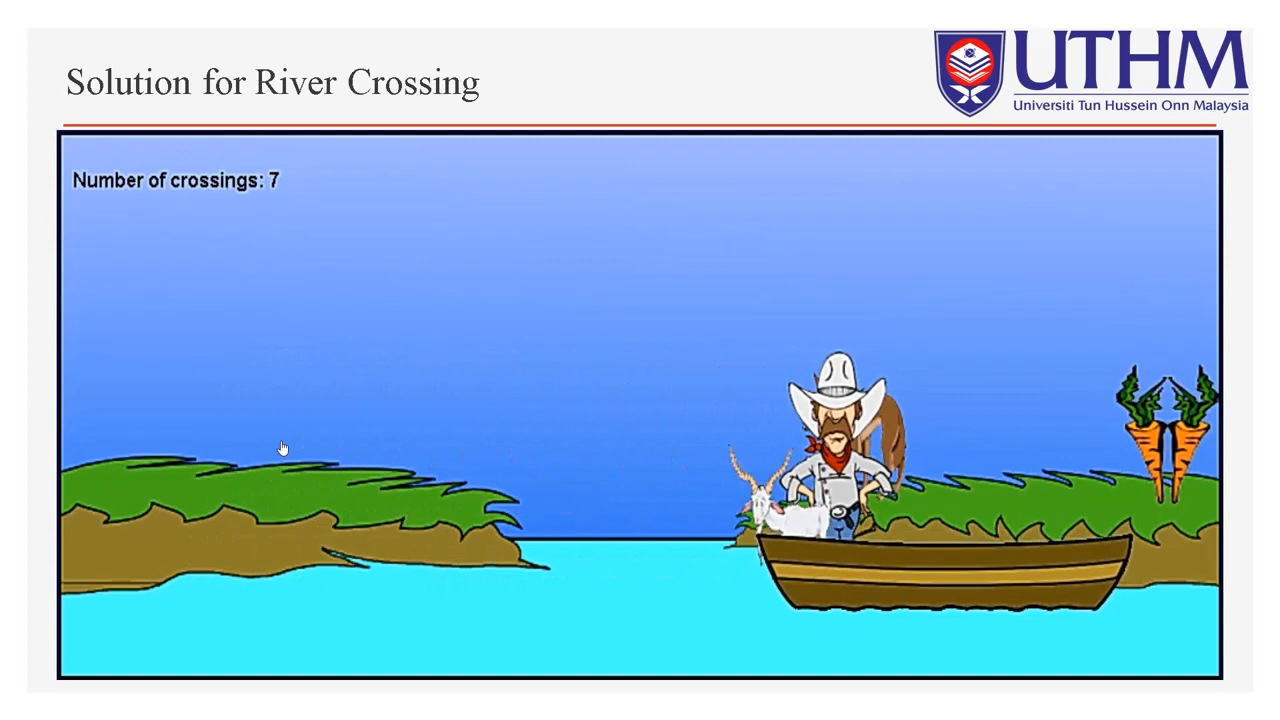 Solution for River Crossing
UTHM
Universiti Tun Hussein Onn Malaysia
Number of crossings: 7